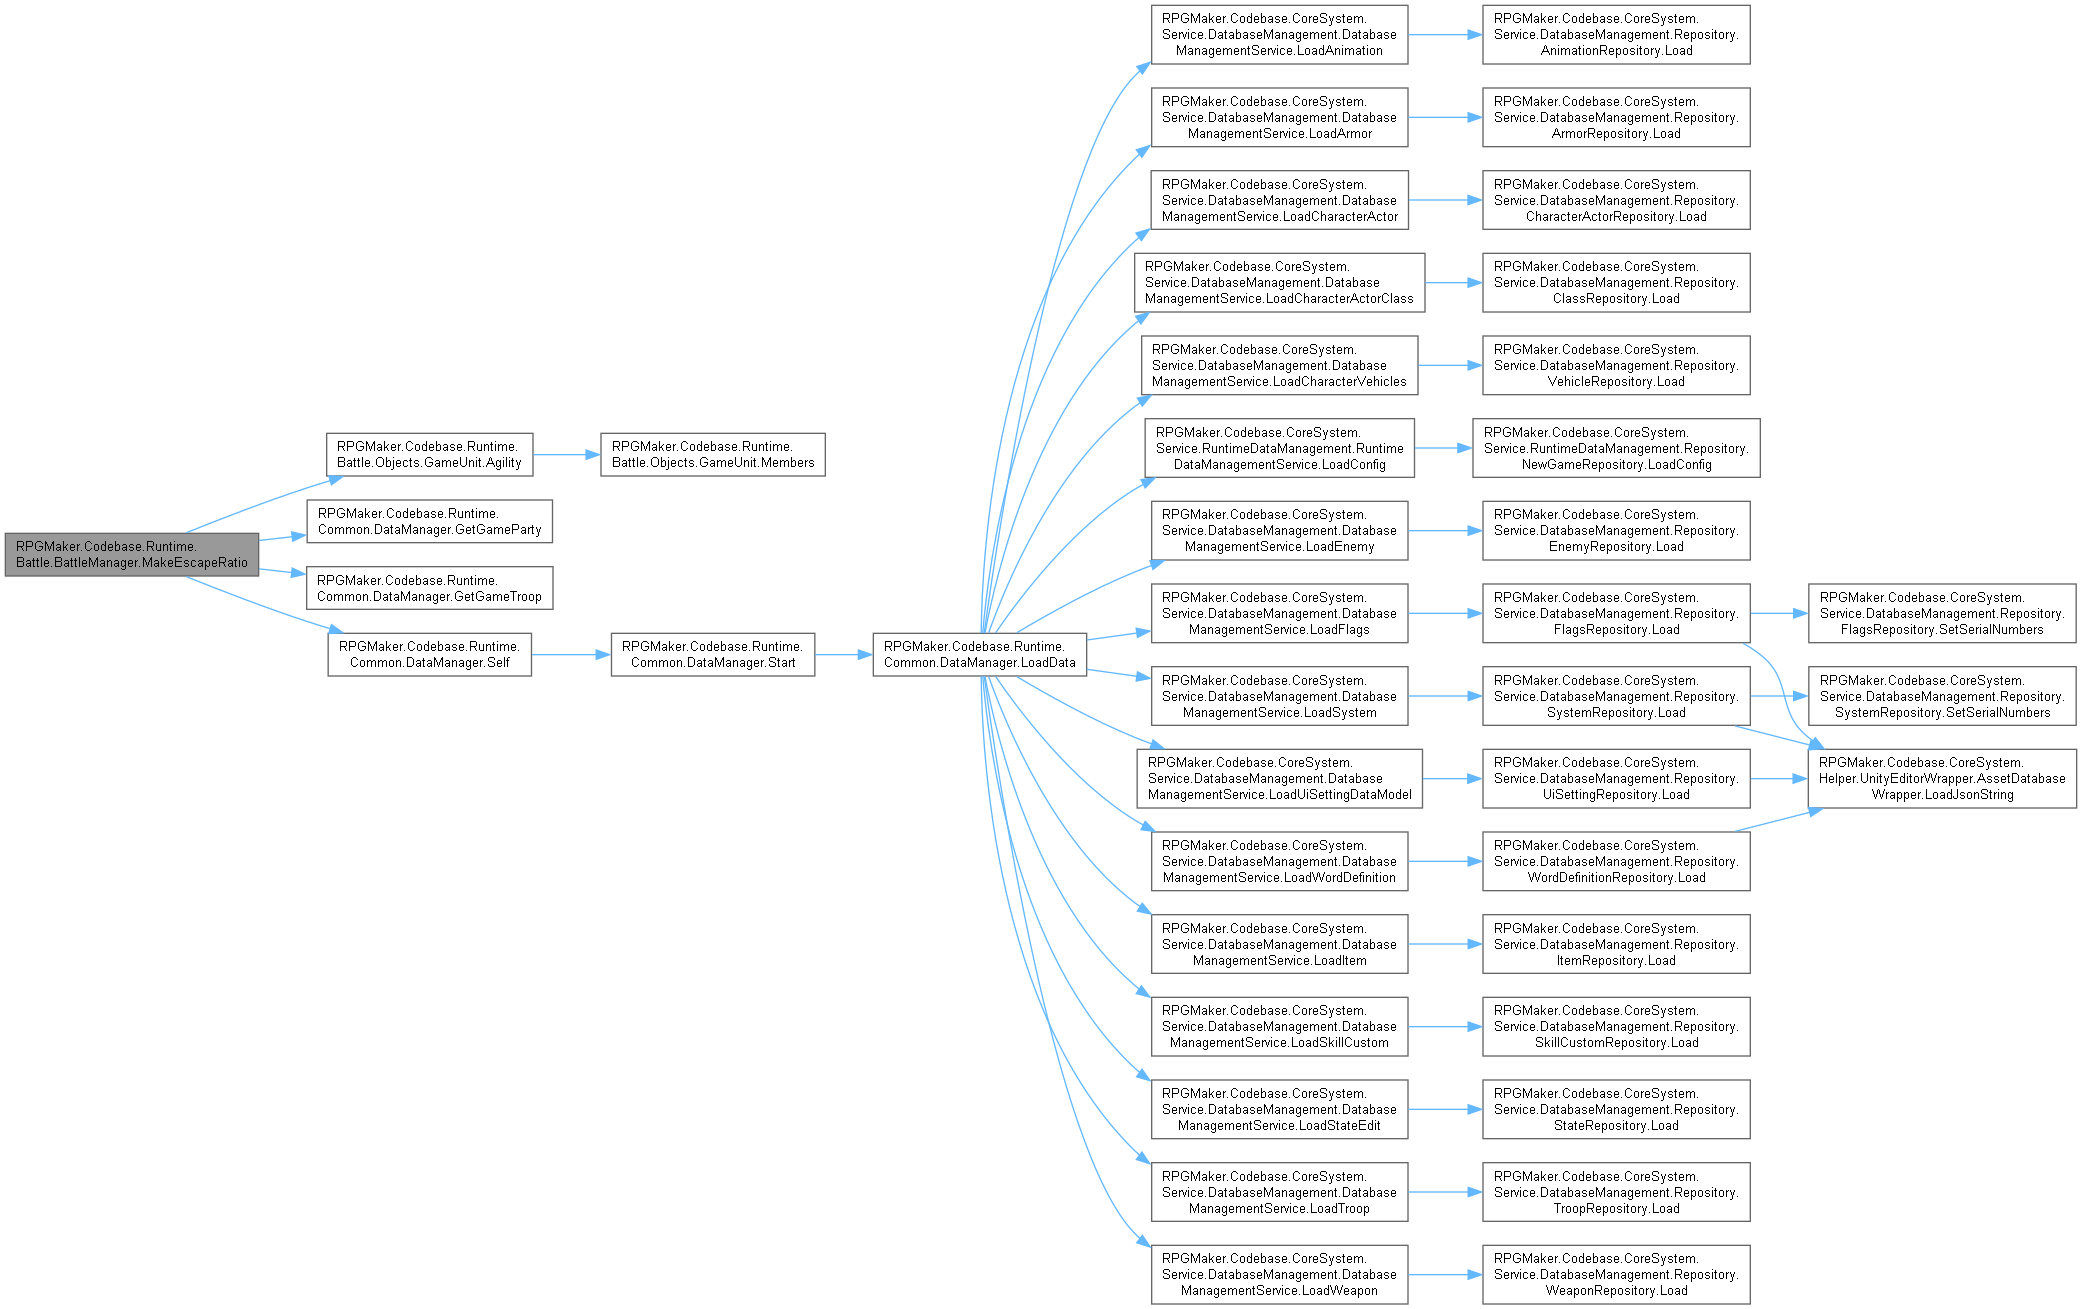 RPGMaker.Codebase.Runtime.
Battle.BattleManager.MakeEscapeRatio
RPGMaker.Codebase.Runtime.
Battle.Objects.GameUnit.Agility
RPGMaker.Codebase.Runtime.
Battle.Objects.GameUnit.Members
RPGMaker.Codebase.Runtime.
Common.DataManager.GetGameParty
RPGMaker.Codebase.Runtime.
Common.DataManager.GetGameTroop
RPGMaker.Codebase.Runtime.
Common.DataManager.Self
RPGMaker.Codebase.Runtime.
Common.DataManager.Start
RPGMaker.Codebase.Runtime.
Common.DataManager.LoadData
RPGMaker.Codebase.CoreSystem.
Service.DatabaseManagement.Database
ManagementService.LoadAnimation
RPGMaker.Codebase.CoreSystem.
Service.DatabaseManagement.Repository.
AnimationRepository.Load
RPGMaker.Codebase.CoreSystem.
Service.DatabaseManagement.Database
ManagementService.LoadArmor
RPGMaker.Codebase.CoreSystem.
Service.DatabaseManagement.Repository.
ArmorRepository.Load
RPGMaker.Codebase.CoreSystem.
Service.DatabaseManagement.Database
ManagementService.LoadCharacterActor
RPGMaker.Codebase.CoreSystem.
Service.DatabaseManagement.Repository.
CharacterActorRepository.Load
RPGMaker.Codebase.CoreSystem.
Service.DatabaseManagement.Database
ManagementService.LoadCharacterActorClass
RPGMaker.Codebase.CoreSystem.
Service.DatabaseManagement.Repository.
ClassRepository.Load
RPGMaker.Codebase.CoreSystem.
Service.DatabaseManagement.Database
ManagementService.LoadCharacterVehicles
RPGMaker.Codebase.CoreSystem.
Service.DatabaseManagement.Repository.
VehicleRepository.Load
RPGMaker.Codebase.CoreSystem.
Service.RuntimeDataManagement.Runtime
DataManagementService.LoadConfig
RPGMaker.Codebase.CoreSystem.
Service.RuntimeDataManagement.Repository.
NewGameRepository.LoadConfig
RPGMaker.Codebase.CoreSystem.
Service.DatabaseManagement.Database
ManagementService.LoadEnemy
RPGMaker.Codebase.CoreSystem.
Service.DatabaseManagement.Repository.
EnemyRepository.Load
RPGMaker.Codebase.CoreSystem.
Service.DatabaseManagement.Database
ManagementService.LoadFlags
RPGMaker.Codebase.CoreSystem.
Service.DatabaseManagement.Repository.
FlagsRepository.Load
RPGMaker.Codebase.CoreSystem.
Service.DatabaseManagement.Repository.
FlagsRepository.SetSerialNumbers
RPGMaker.Codebase.CoreSystem.
Service.DatabaseManagement.Database
ManagementService.LoadSystem
RPGMaker.Codebase.CoreSystem.
Service.DatabaseManagement.Repository.
SystemRepository.Load
RPGMaker.Codebase.CoreSystem.
Service.DatabaseManagement.Repository.
SystemRepository.SetSerialNumbers
RPGMaker.Codebase.CoreSystem.
Service.DatabaseManagement.Database
ManagementService.LoadUiSettingDataModel
RPGMaker.Codebase.CoreSystem.
Service.DatabaseManagement.Repository.
UiSettingRepository.Load
RPGMaker.Codebase.CoreSystem.
Helper.UnityEditorWrapper.AssetDatabase
Wrapper.LoadJsonString
RPGMaker.Codebase.CoreSystem.
Service.DatabaseManagement.Database
ManagementService.LoadWordDefinition
RPGMaker.Codebase.CoreSystem.
Service.DatabaseManagement.Repository.
WordDefinitionRepository.Load
RPGMaker.Codebase.CoreSystem.
Service.DatabaseManagement.Database
ManagementService.LoadItem
RPGMaker.Codebase.CoreSystem.
Service.DatabaseManagement.Repository.
ItemRepository.Load
RPGMaker.Codebase.CoreSystem.
Service.DatabaseManagement.Database
ManagementService.LoadSkillCustom
RPGMaker.Codebase.CoreSystem.
Service.DatabaseManagement.Repository.
SkillCustomRepository.Load
RPGMaker.Codebase.CoreSystem.
Service.DatabaseManagement.Database
ManagementService.LoadStateEdit
RPGMaker.Codebase.CoreSystem.
Service.DatabaseManagement.Repository.
StateRepository.Load
RPGMaker.Codebase.CoreSystem.
Service.DatabaseManagement.Database
ManagementService.LoadTroop
RPGMaker.Codebase.CoreSystem.
Service.DatabaseManagement.Repository.
TroopRepository.Load
RPGMaker.Codebase.CoreSystem.
Service.DatabaseManagement.Database
ManagementService.LoadWeapon
RPGMaker.Codebase.CoreSystem.
Service.DatabaseManagement.Repository.
WeaponRepository.Load